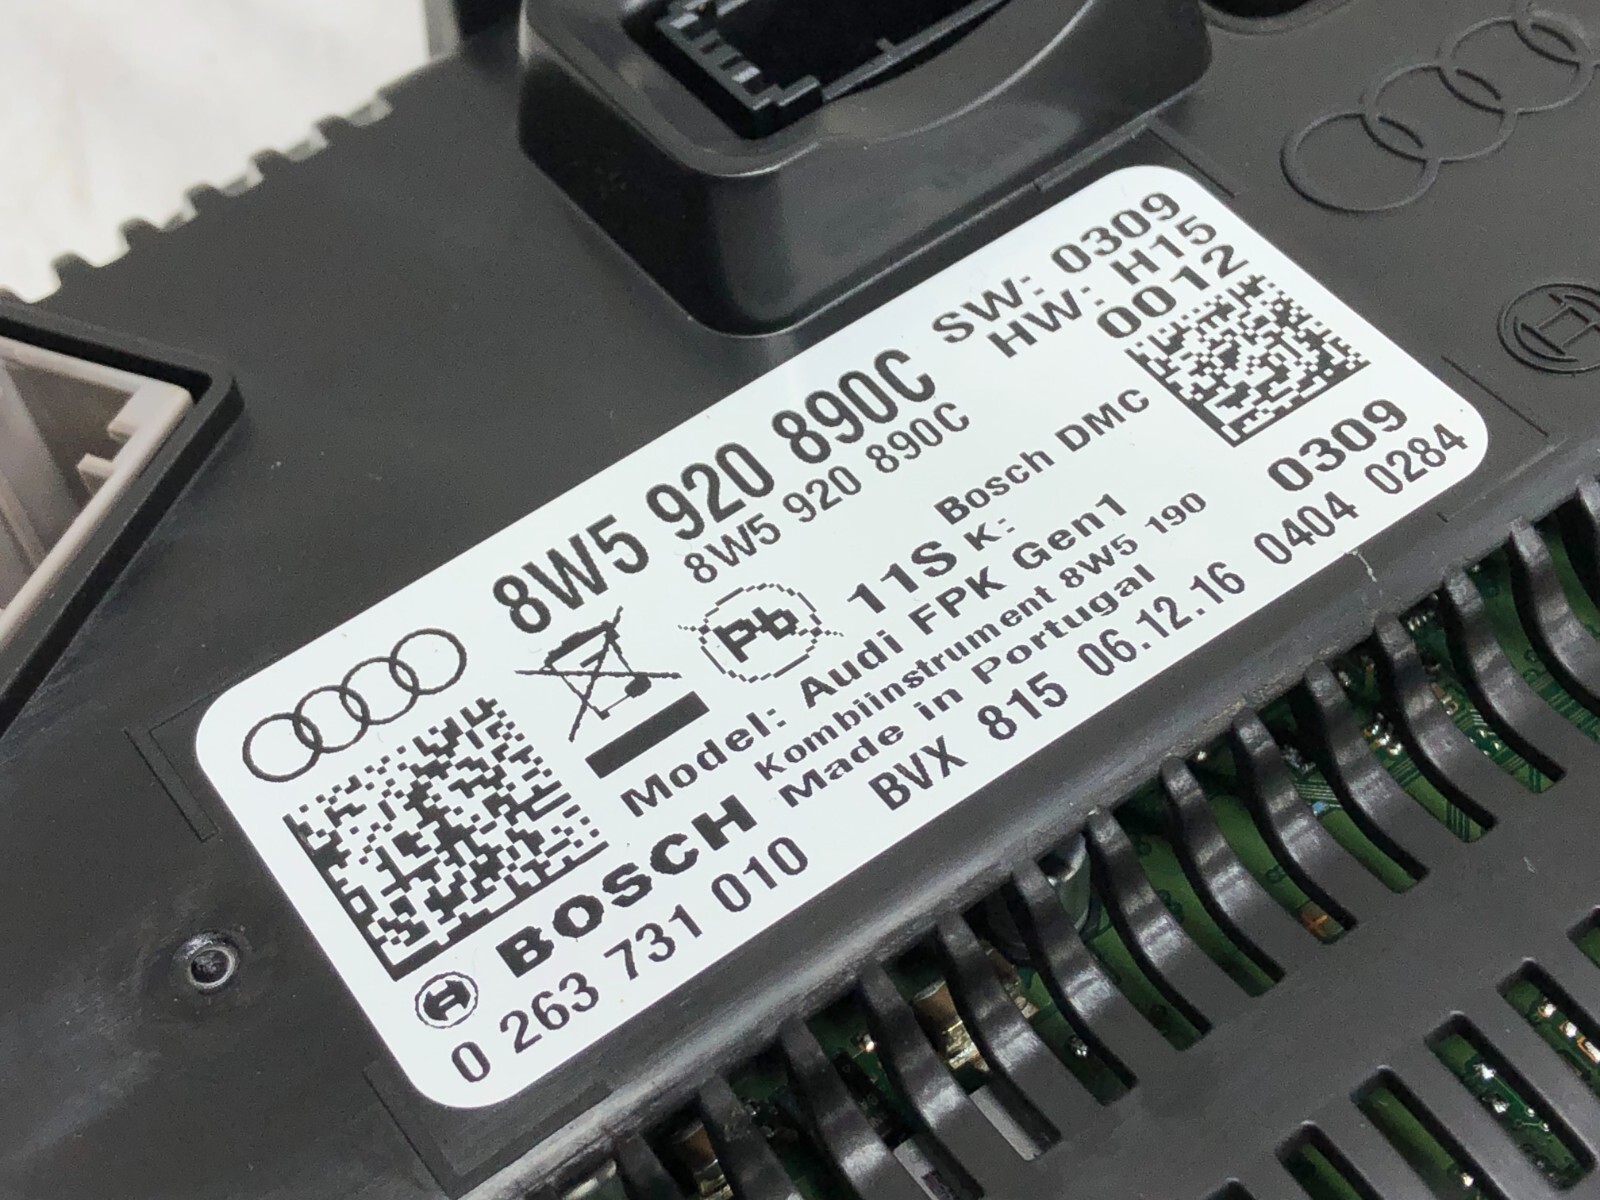 8W5 920 890C
8W5 920 890C
SW: 0309
HW: H15
0012
Pb
11S K:
Bosch DMC
0309
Model: Audi FPK Gen1
Kombiinstrument 8W5 190
Made in Portugal
BOSCH
0 263 731 010
BVX 815 06.12.16 0404 0284